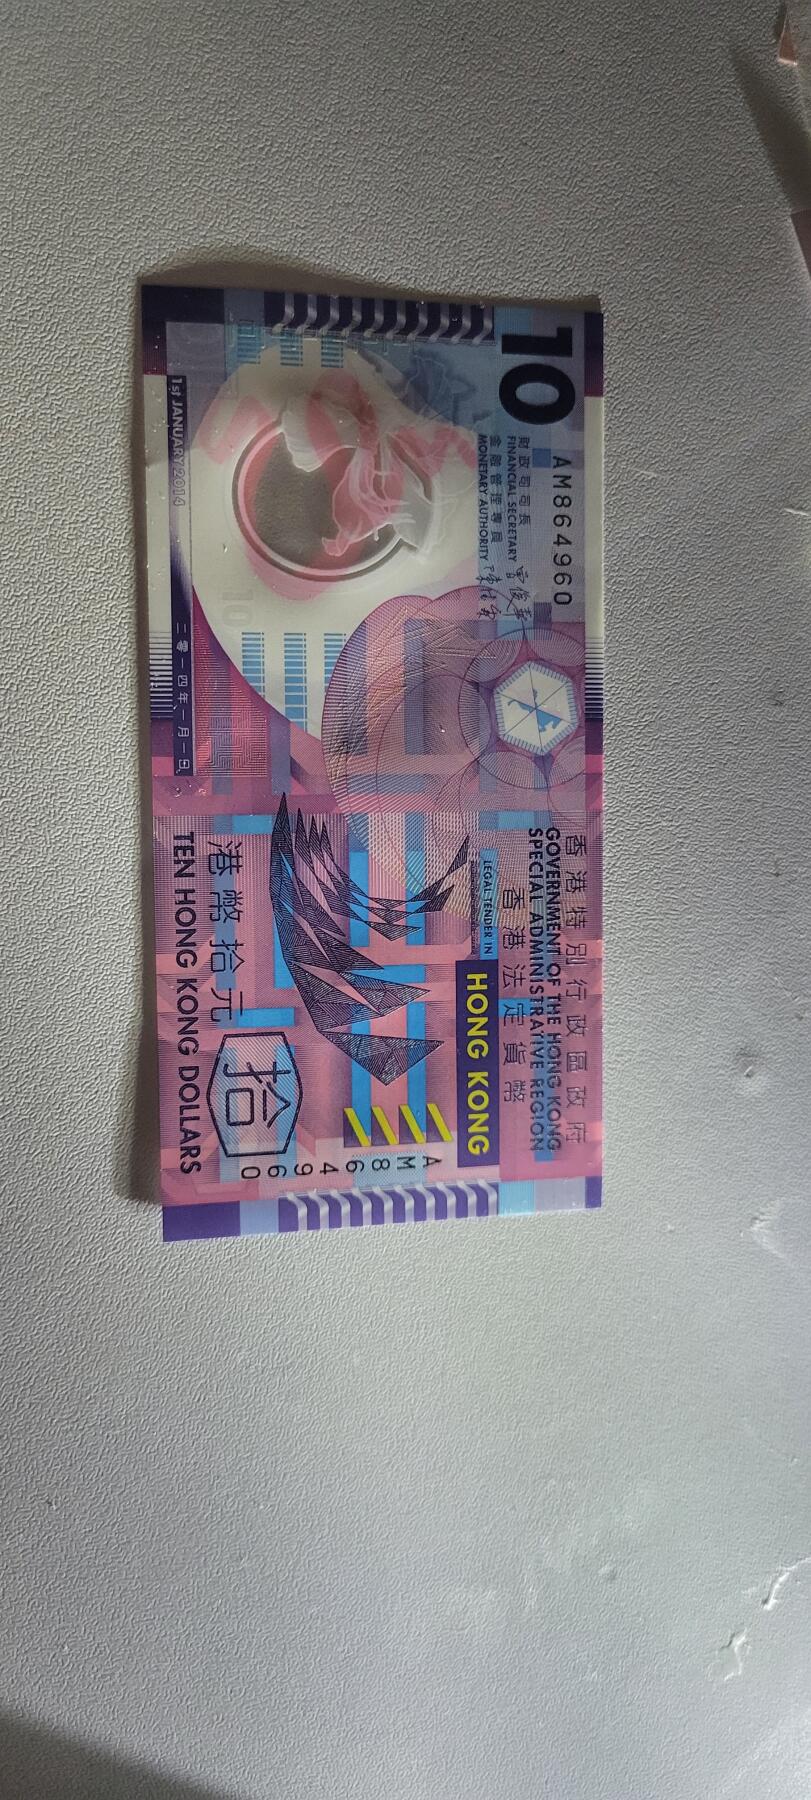 10
AM864960
財政司司長
FINANCIAL SECRETARY
金融管理專員
MONETARY AUTHORITY
1st JANUARY 2014
二零一四年一月一日
香港特別行政區政府
GOVERNMENT OF THE HONG KONG
SPECIAL ADMINISTRATIVE REGION
香港法定貨幣
LEGAL TENDER IN
HONG KONG
港幣拾元
TEN HONG KONG DOLLARS
拾
AM864960